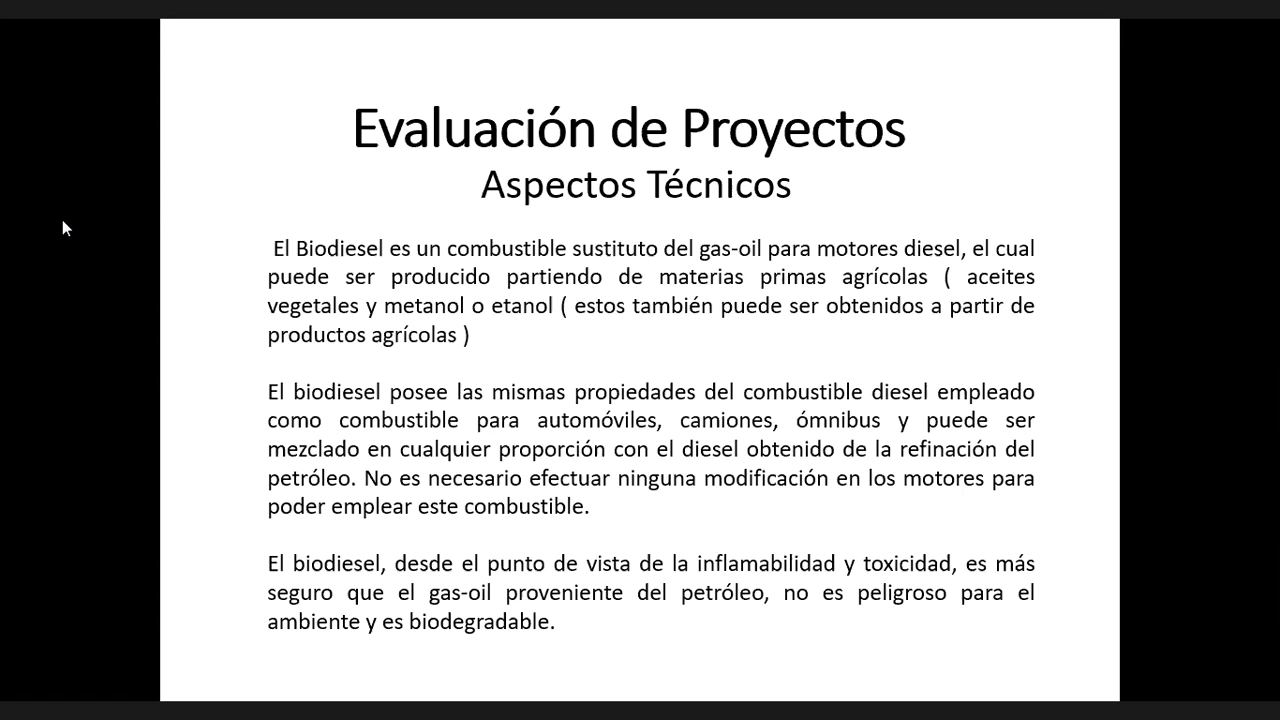 Evaluación de Proyectos
Aspectos Técnicos
El Biodiesel es un combustible sustituto del gas-oil para motores diesel, el cual
puede ser producido partiendo de materias primas agrícolas ( aceites
vegetales y metanol o etanol ( estos también puede ser obtenidos a partir de
productos agrícolas )
El biodiesel posee las mismas propiedades del combustible diesel empleado
como combustible para automóviles, camiones, ómnibus y puede ser
mezclado en cualquier proporción con el diesel obtenido de la refinación del
petróleo. No es necesario efectuar ninguna modificación en los motores para
poder emplear este combustible.
El biodiesel, desde el punto de vista de la inflamabilidad y toxicidad, es más
seguro que el gas-oil proveniente del petróleo, no es peligroso para el
ambiente y es biodegradable.